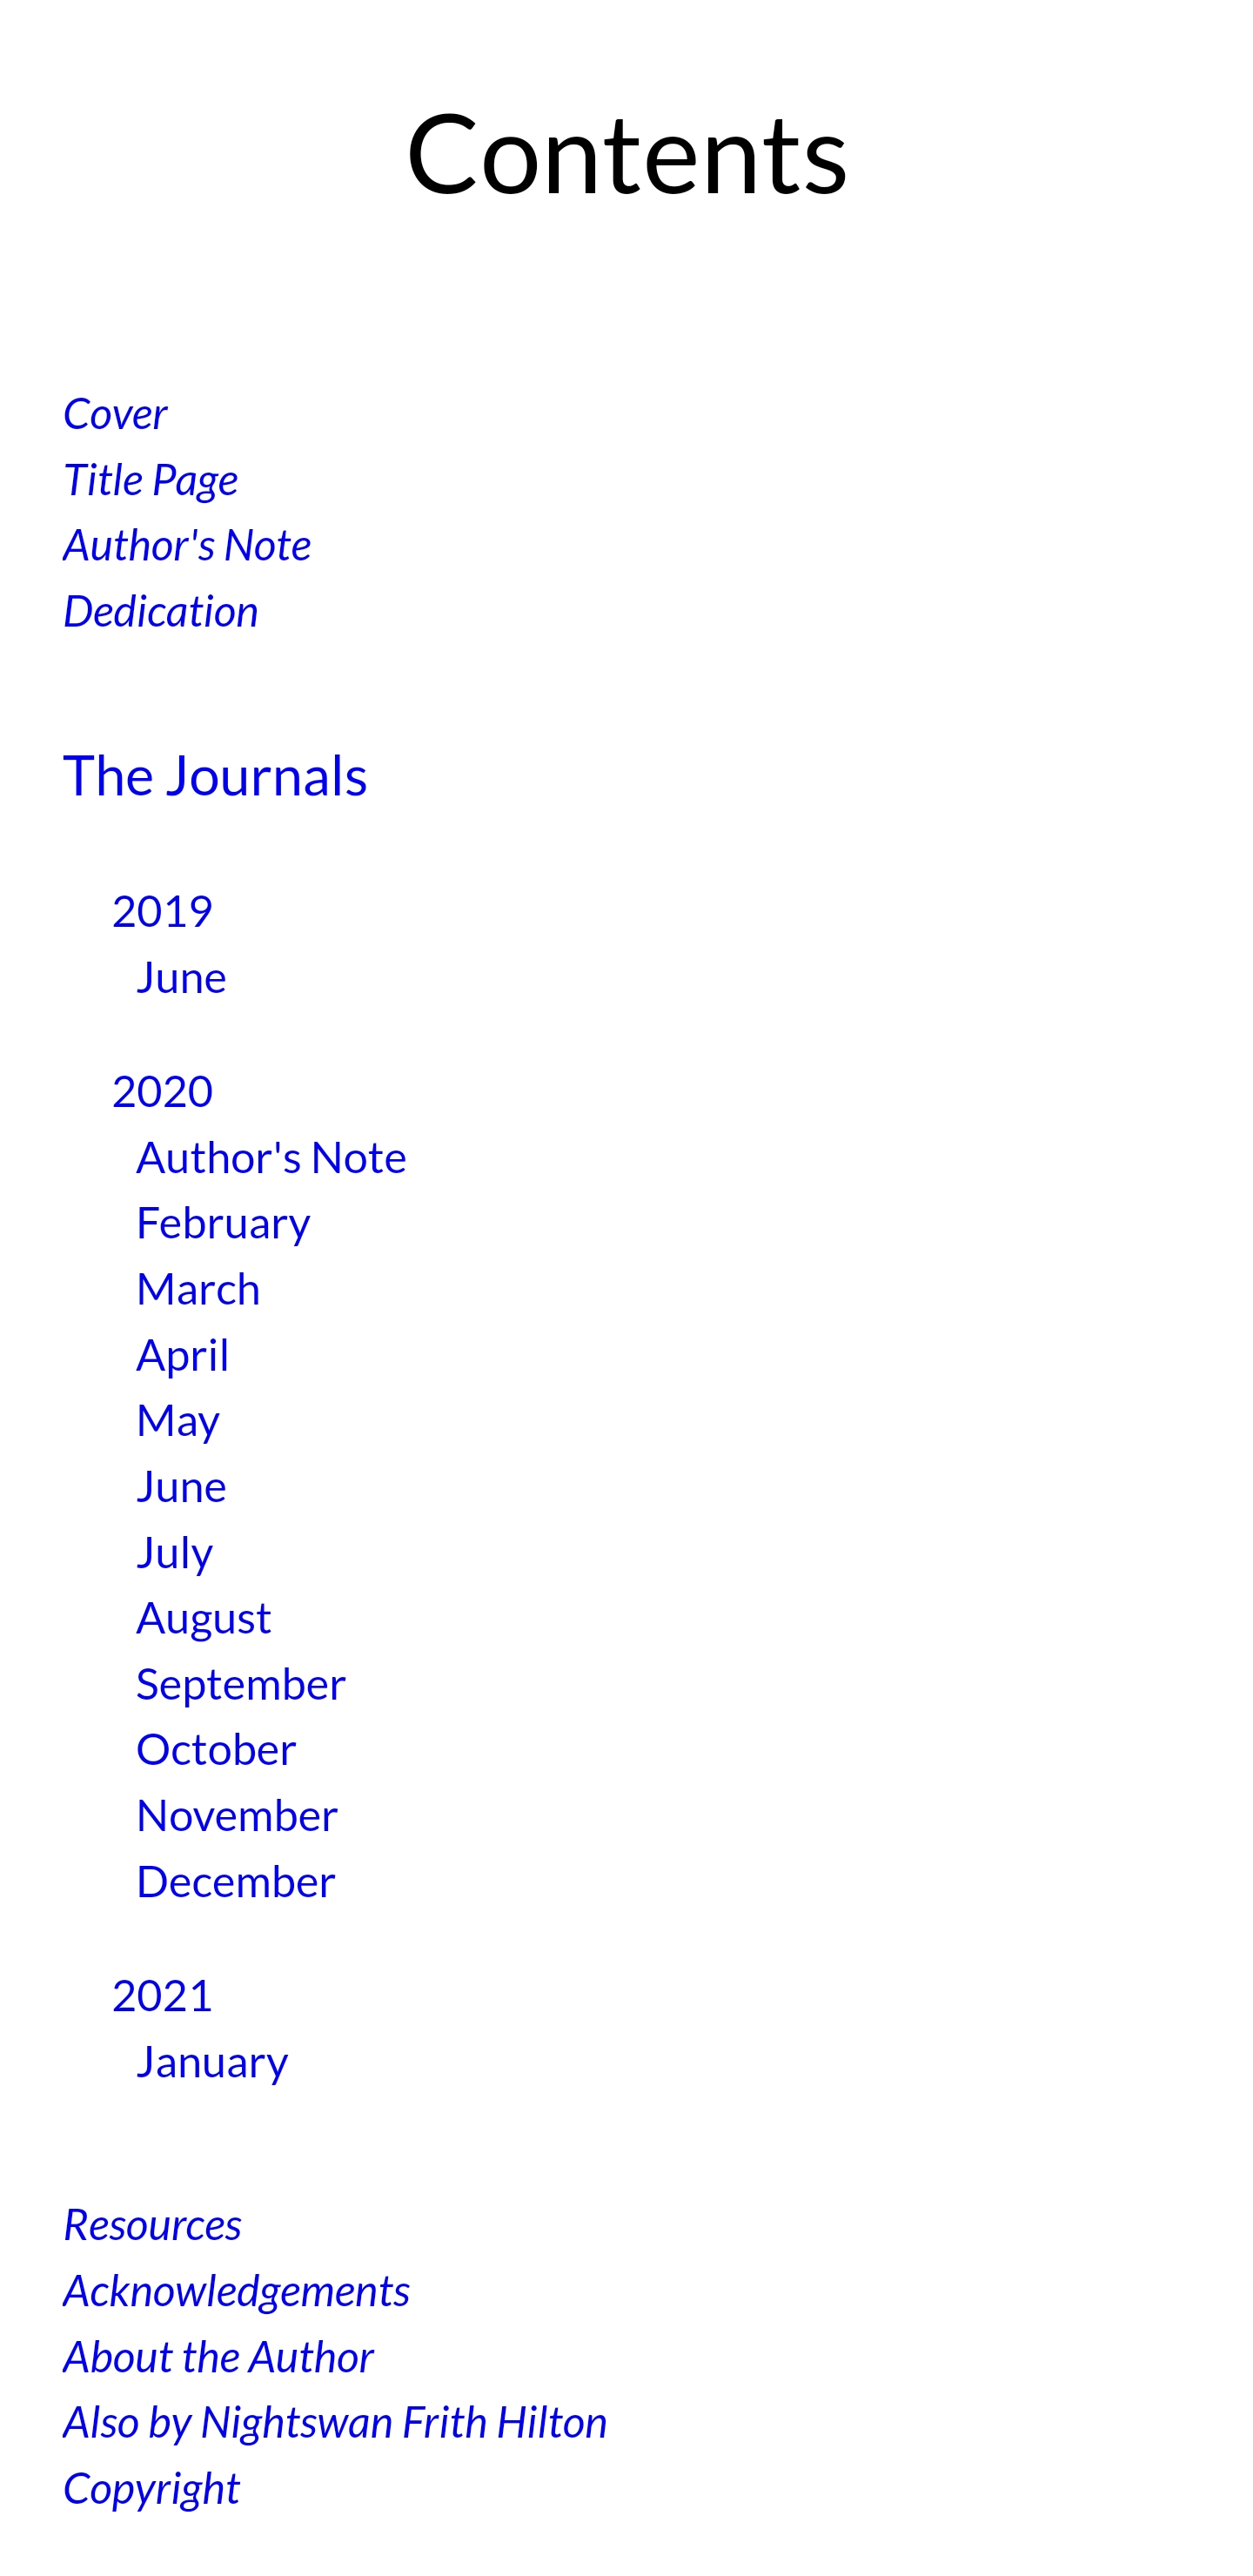 Contents
Cover
Title Page
Author's Note
Dedication
The Journals
2019
June
2020
Author's Note
February
March
April
May
June
July
August
September
October
November
December
2021
January
Resources
Acknowledgements
About the Author
Also by Nightswan Frith Hilton
Copyright